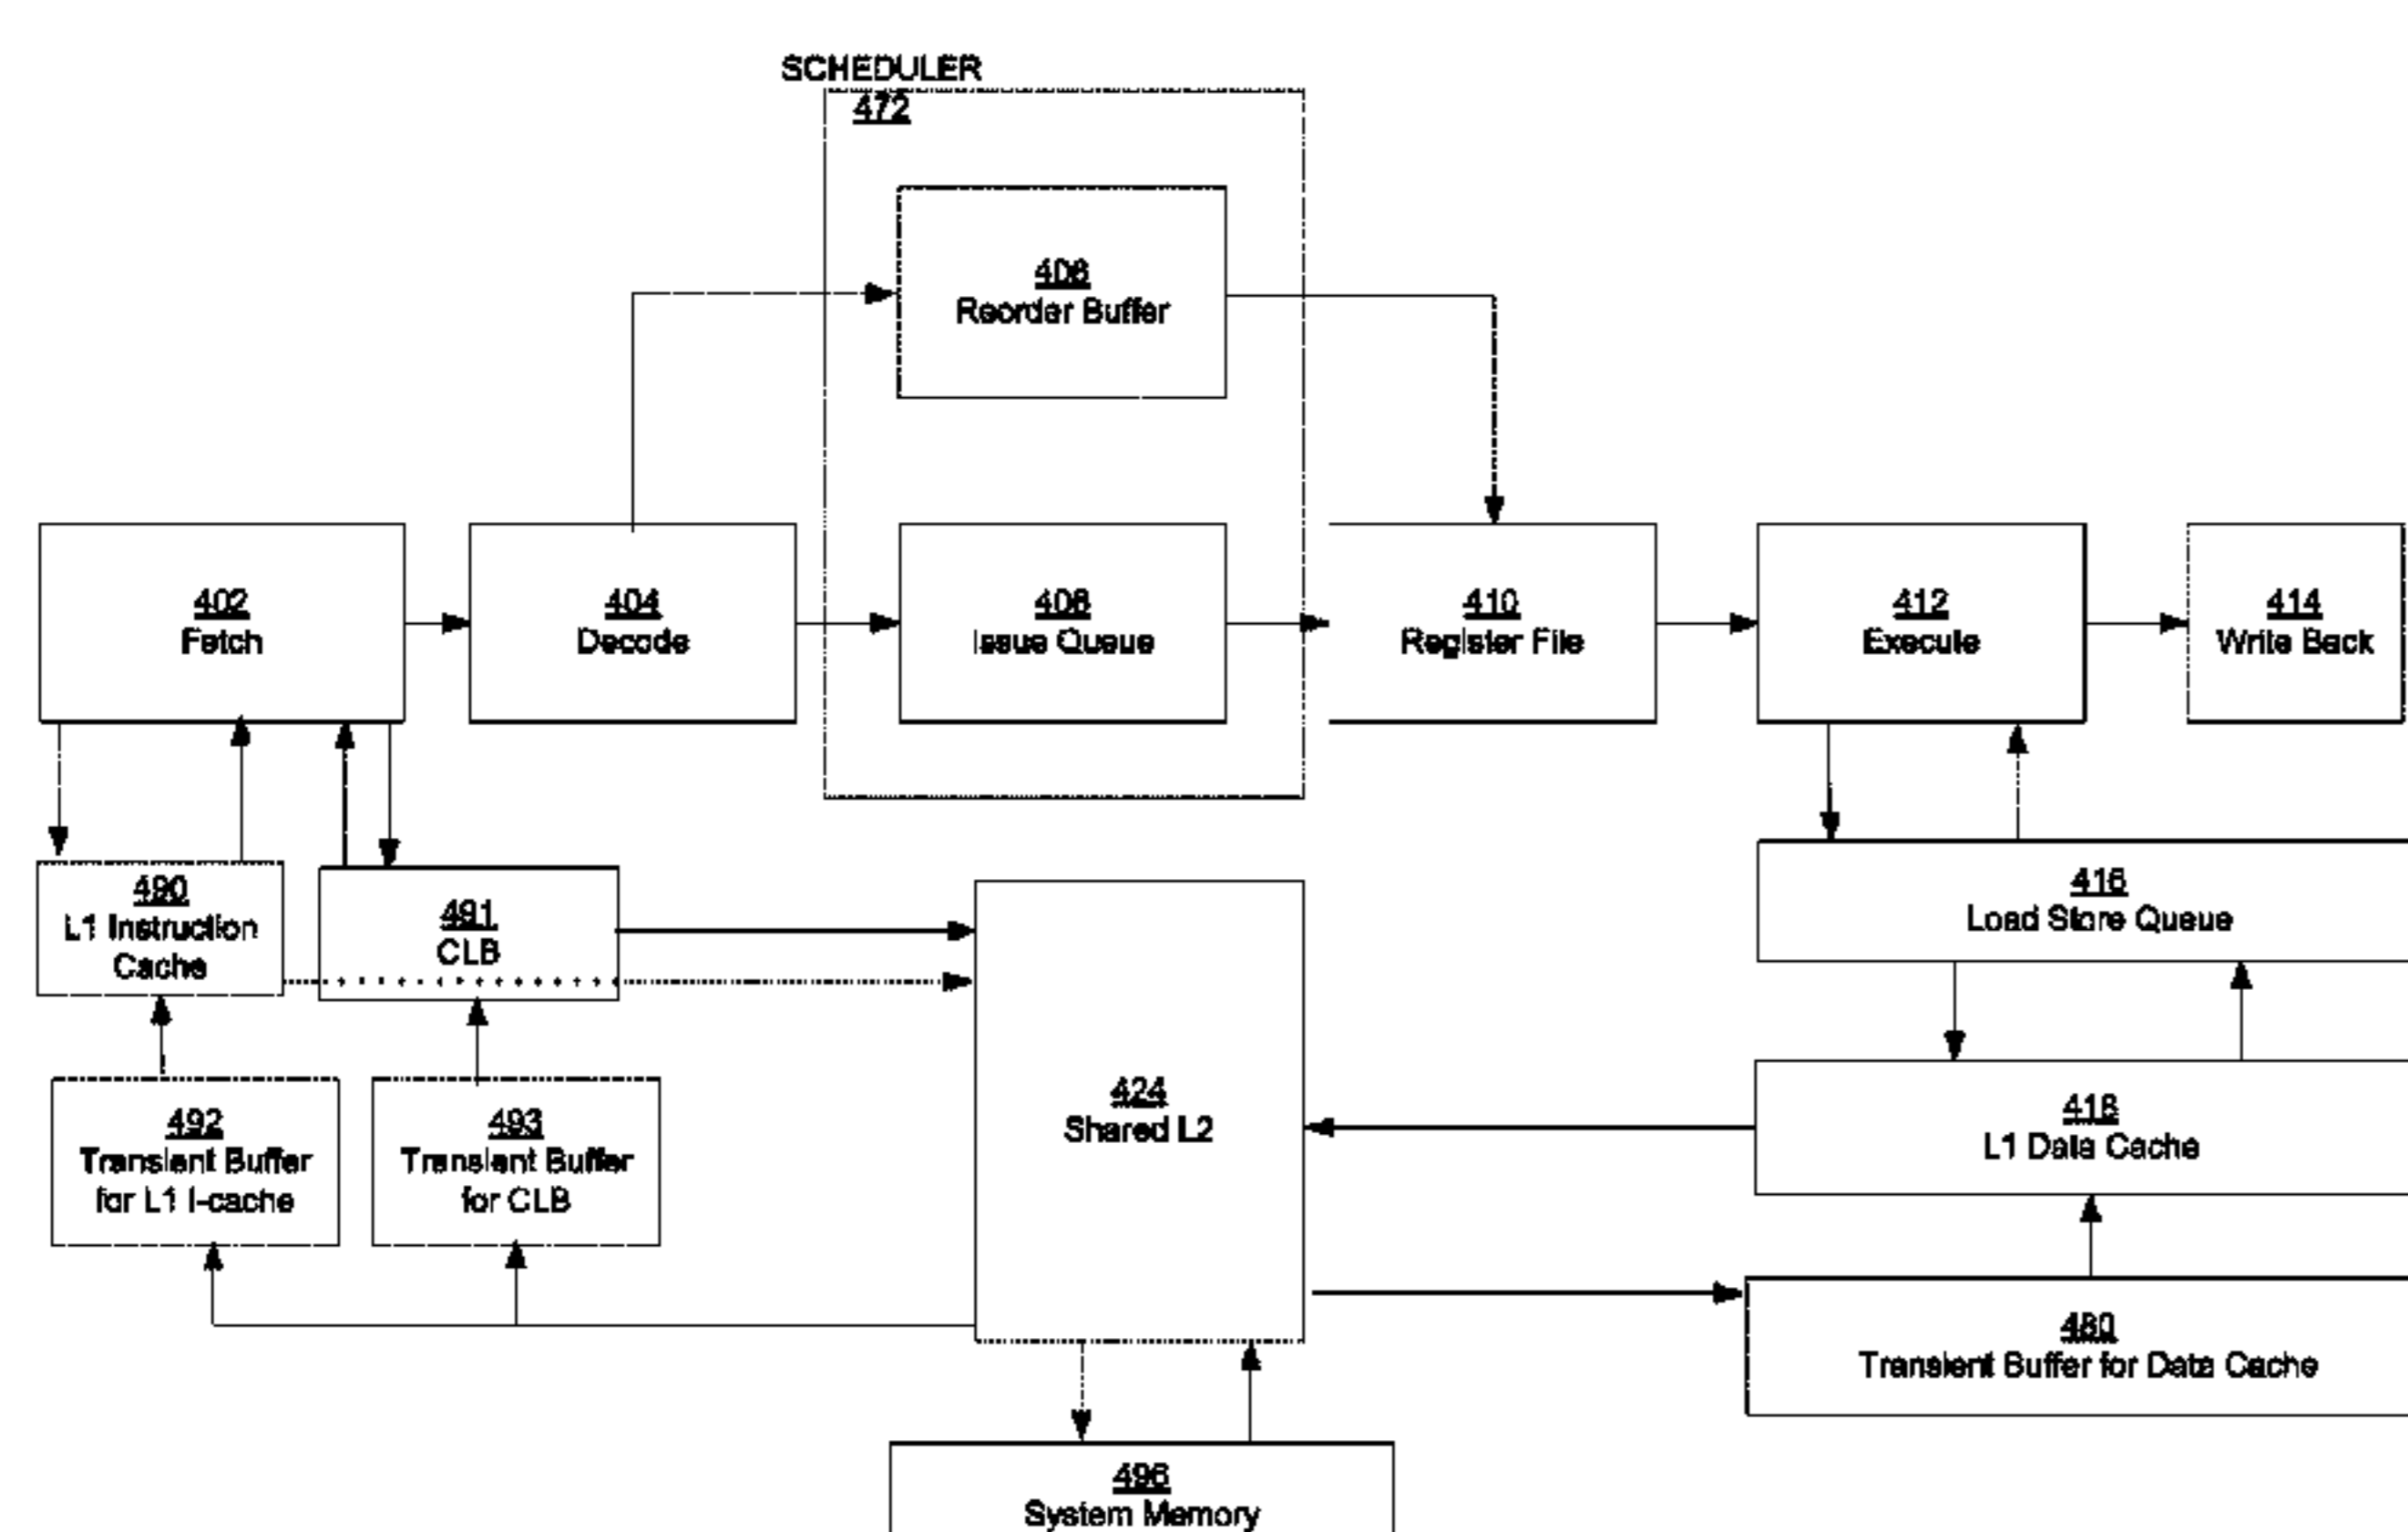 SCHEDULER
472
406
Reorder Buffer
402
Fetch
404
Decode
408
Issue Queue
410
Register File
412
Execute
414
Write Back
490
L1 Instruction
Cache
491
CLB
416
Load Store Queue
492
Transient Buffer
for L1 I-cache
493
Transient Buffer
for CLB
424
Shared L2
418
L1 Data Cache
480
Transient Buffer for Data Cache
496
System Memory